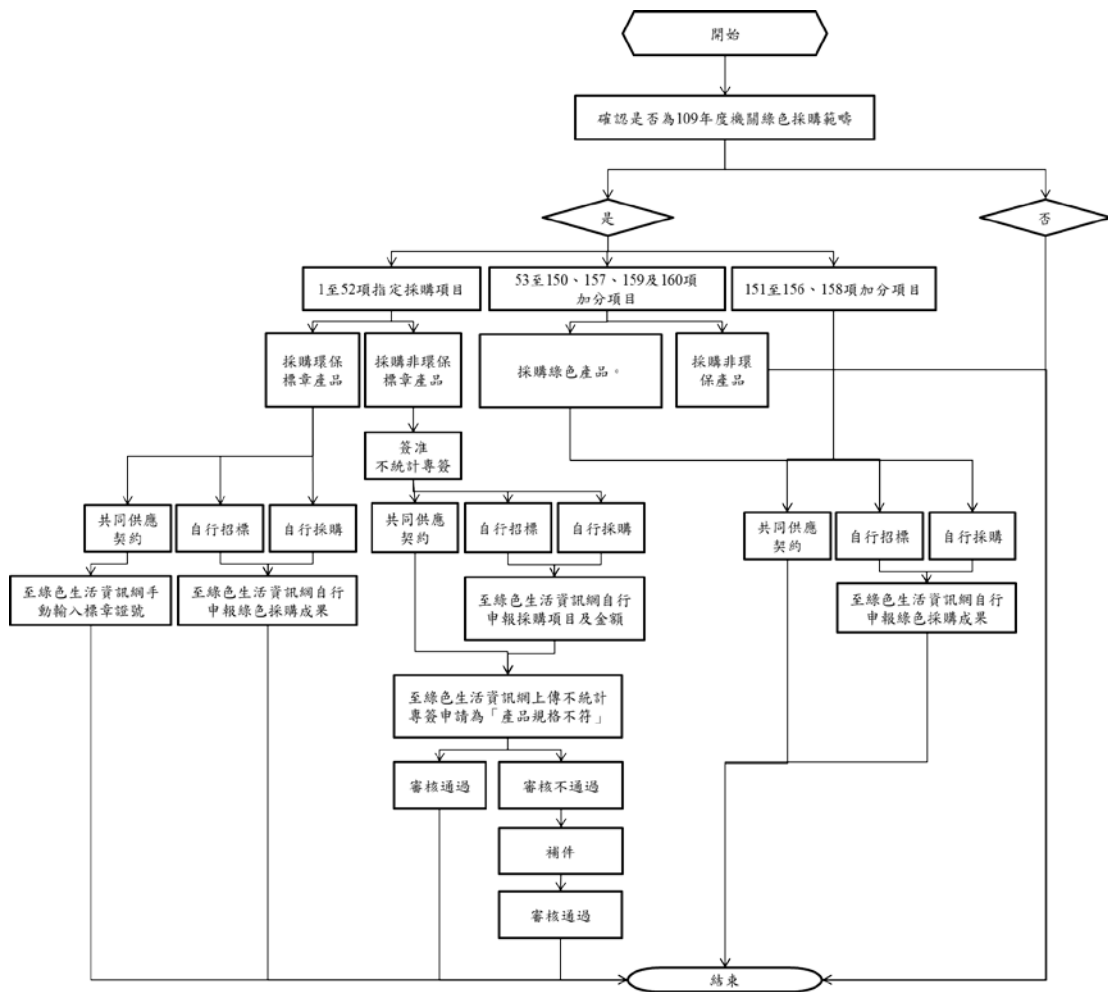 開始
確認是否為109年度機關綠色採購範疇
是
否
1至52項指定採購項目
53至150、157、159及160項
加分項目
151至156、158項加分項目
採購環保
標章產品
採購非環保
標章產品
採購綠色產品。
採購非環
保產品
簽准
不統計專簽
共同供應
契約
自行招標
自行採購
共同供應
契約
自行招標
自行採購
共同供應
契約
自行招標
自行採購
至綠色生活資訊網手
動輸入標章證號
至綠色生活資訊網自行
申報綠色採購成果
至綠色生活資訊網自行
申報採購項目及金額
至綠色生活資訊網自行
申報綠色採購成果
至綠色生活資訊網上傳不統計
專簽申請為「產品規格不符」
審核通過
審核不通過
補件
審核通過
結束